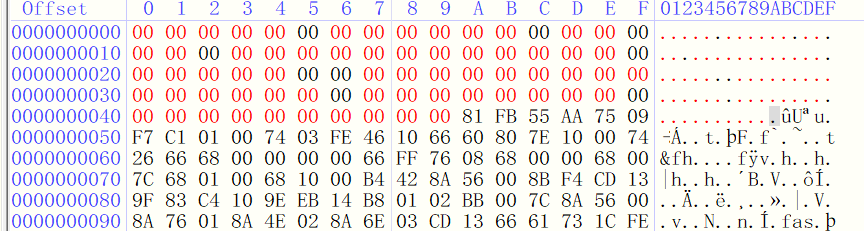 Offset 0 1 2 3 4 5 6 7 8 9 A B C D E F 0123456789ABCDEF
0000000000 00 00 00 00 00 00 00 00 00 00 00 00 00 00 00 00 ................
0000000010 00 00 00 00 00 00 00 00 00 00 00 00 00 00 00 00 ................
0000000020 00 00 00 00 00 00 00 00 00 00 00 00 00 00 00 00 ................
0000000030 00 00 00 00 00 00 00 00 00 00 00 00 00 00 00 00 ................
0000000040 00 00 00 00 00 00 00 00 00 00 81 FB 55 AA 75 09 ...........ûUªu.
0000000050 F7 C1 01 00 74 03 FE 46 10 66 60 80 7E 10 00 74 ÷Á..t.þF.f`.~..t
0000000060 26 66 68 00 00 00 00 66 FF 76 08 68 00 00 68 00 &fh....fÿv.h..h.
0000000070 7C 68 01 00 68 10 00 B4 42 8A 56 00 8B F4 CD 13 |h..h..´B.V..ôÍ.
0000000080 9F 83 C4 10 9E EB 14 B8 01 02 BB 00 7C 8A 56 00 ..Ä..ë.¸..».|.V.
0000000090 8A 76 01 8A 4E 02 8A 6E 03 CD 13 66 61 73 1C FE .v..N..n.Í.fas.þ